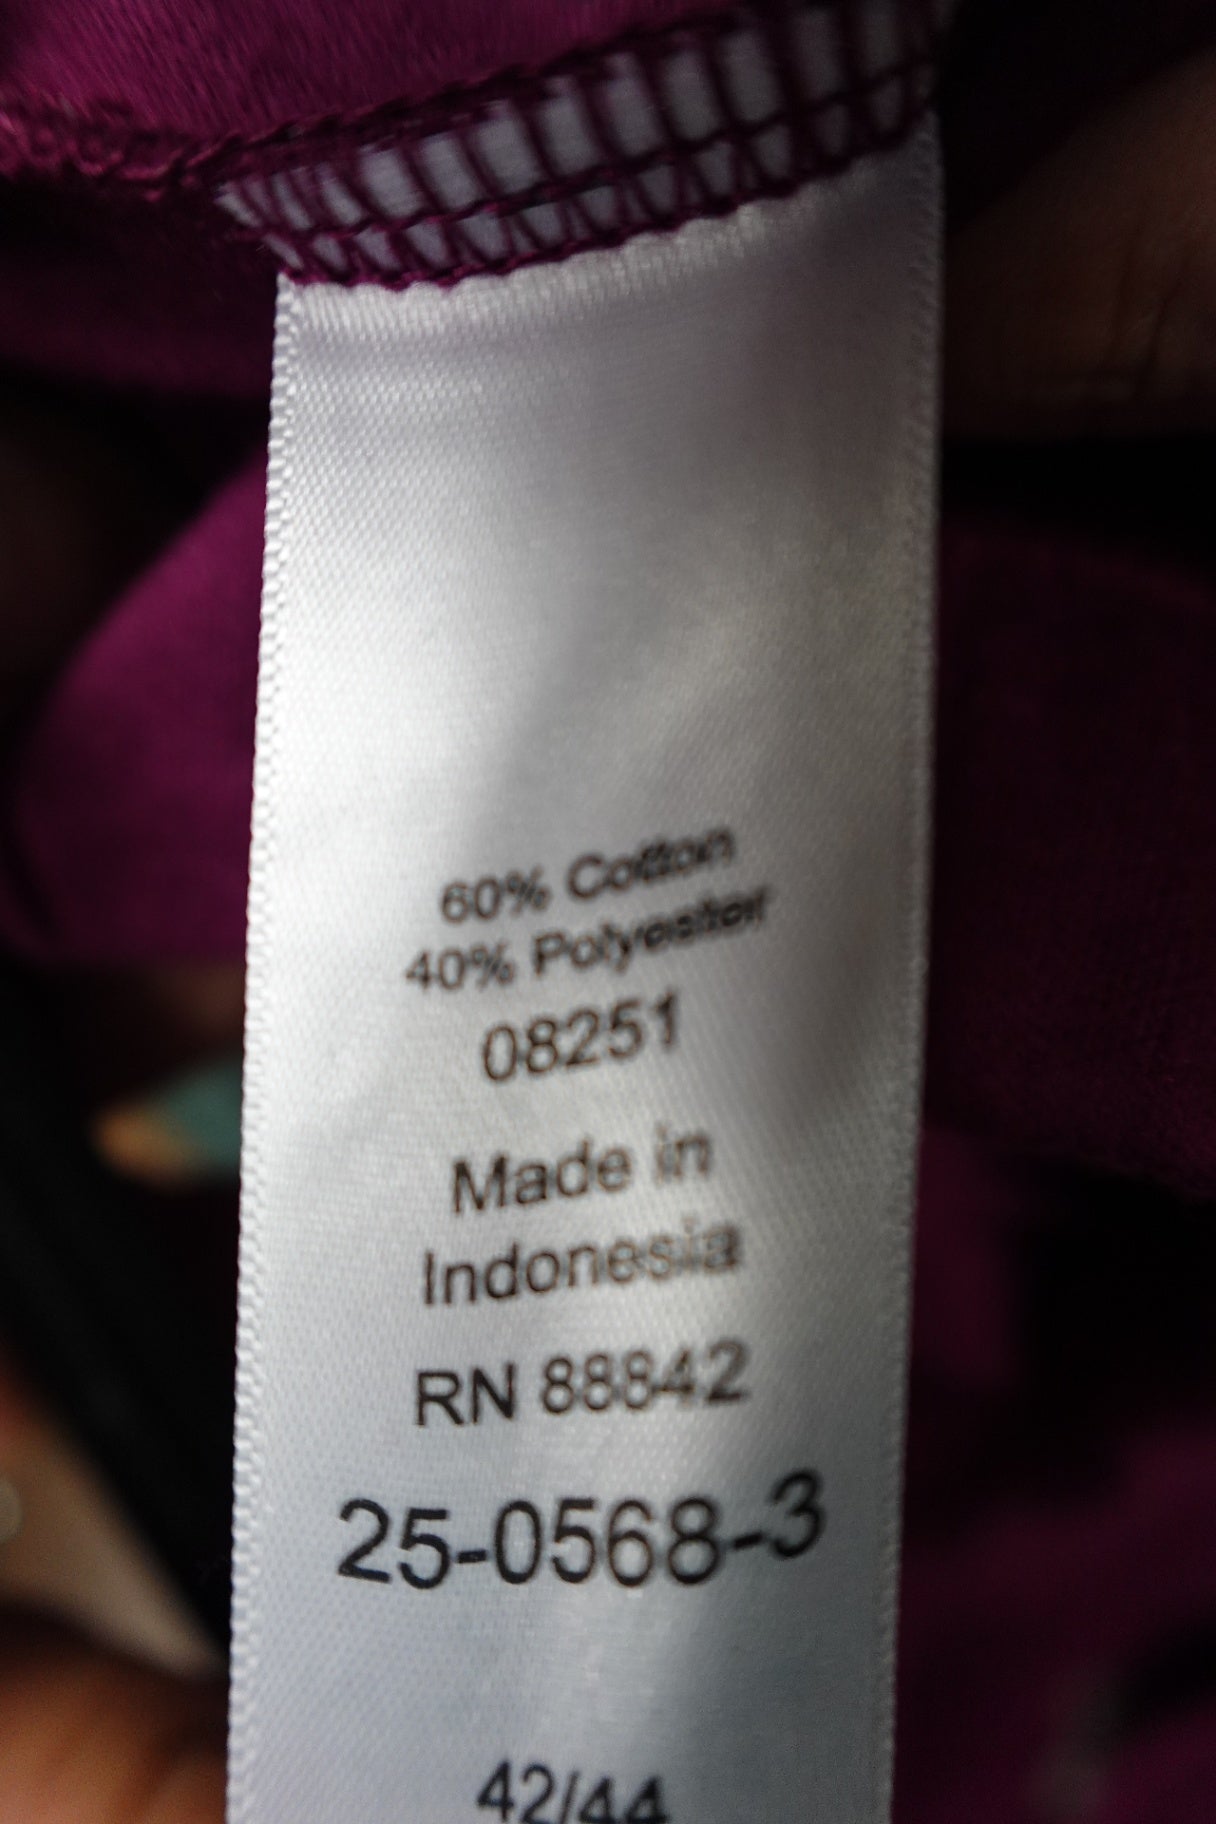 60% Cotton
40% Polyester
08251
Made in
Indonesia
RN 88842
25-0568-3
42/44